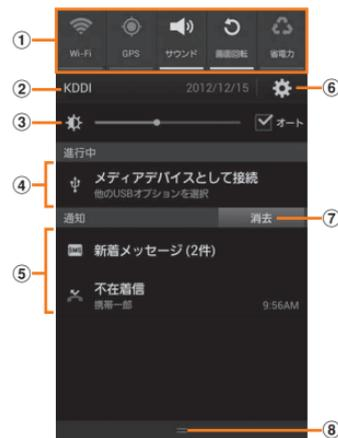 ①
Wi-Fi GPS サウンド 画面回転 省電力
② KDDI 2012/12/15 ⑥
③ オート
進行中
④ メディアデバイスとして接続
他のUSBオプションを選択
通知 消去 ⑦
⑤ SMS 新着メッセージ (2件)
不在着信
携帯一郎 9:56AM
⑧